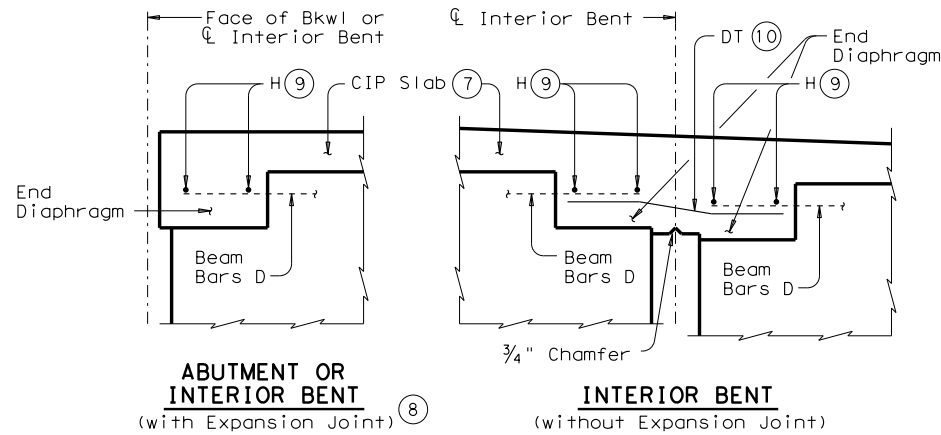 Face of Bkwl or
℄ Interior Bent
H 9
CIP Slab 7
End
Diaphragm
Beam
Bars D
ABUTMENT OR
INTERIOR BENT
(with Expansion Joint) 8
℄ Interior Bent
DT 10
End
Diaphragm
H 9
H 9
Beam
Bars D
Beam
Bars D
¾" Chamfer
INTERIOR BENT
(without Expansion Joint)